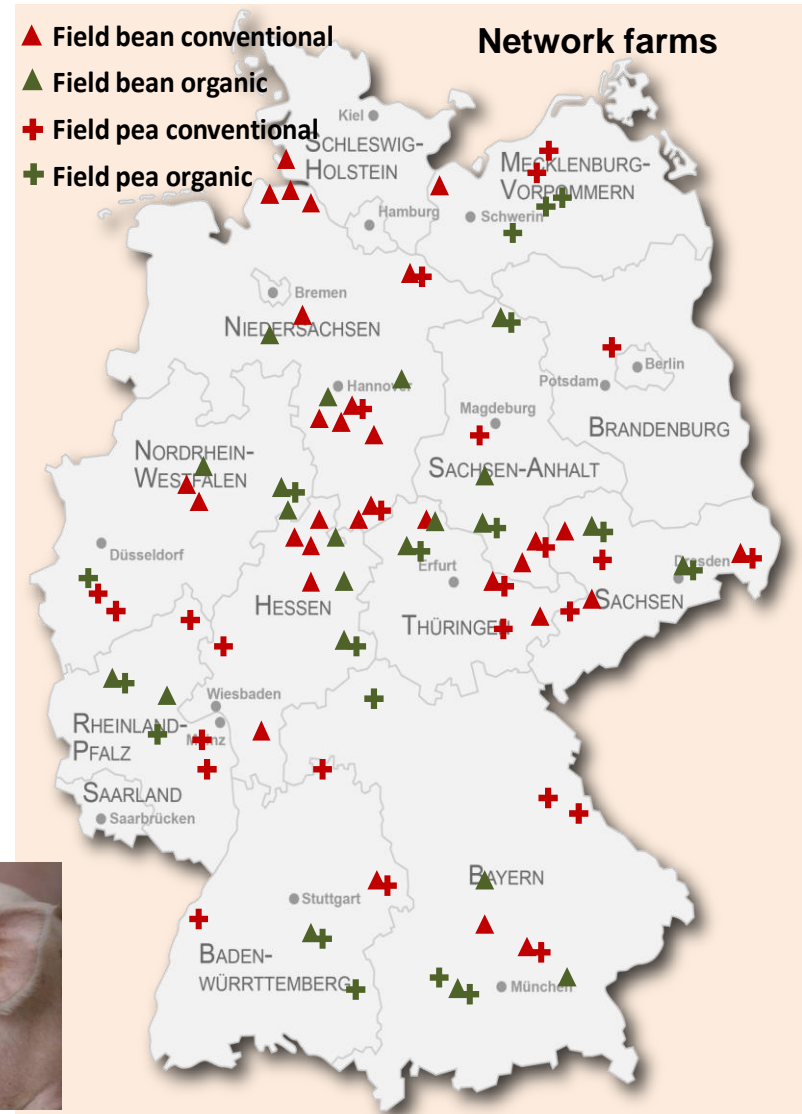 Field bean conventional
Network farms
Field bean organic
Field pea conventional
Field pea organic
Kiel
SCHLESWIG-
HOLSTEIN
MECKLENBURG-
VORPOMMERN
Hamburg
Schwerin
Bremen
NIEDERSACHSEN
Berlin
Hannover
Potsdam
Magdeburg
BRANDENBURG
NORDRHEIN-
WESTFALEN
SACHSEN-ANHALT
Düsseldorf
Dresden
Erfurt
HESSEN
SACHSEN
THÜRINGEN
Wiesbaden
RHEINLAND-
PFALZ
Mainz
SAARLAND
Saarbrücken
BAYERN
Stuttgart
BADEN-
WÜRRTTEMBERG
München